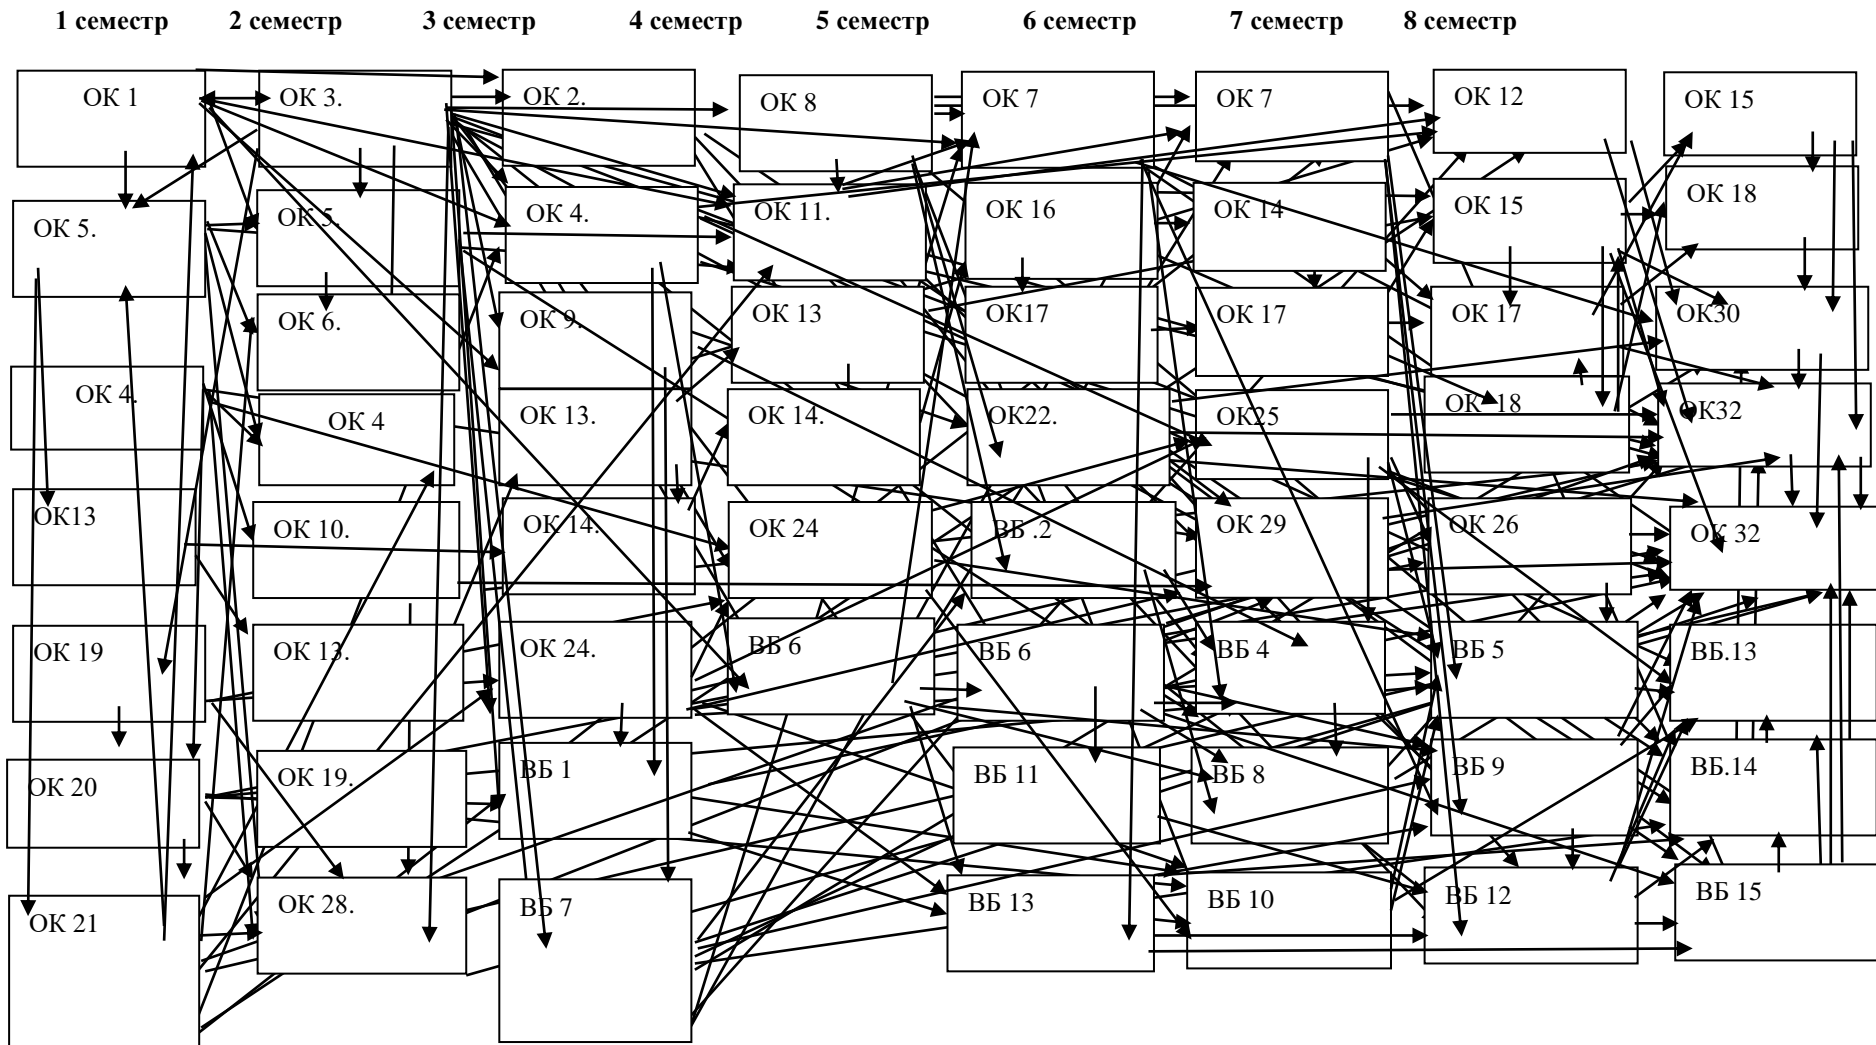 1 семестр 2 семестр 3 семестр 4 семестр 5 семестр 6 семестр 7 семестр 8 семестр
ОК 1
ОК 5.
ОК 4.
ОК13
ОК 19
ОК 20
ОК 21
ОК 3.
ОК 5.
ОК 6.
ОК 4
ОК 10.
ОК 13.
ОК 19.
ОК 28.
ОК 2.
ОК 4.
ОК 9.
ОК 13.
ОК 14.
ОК 24.
ВБ 1
ВБ 7
ОК 8
ОК 11.
ОК 13
ОК 14.
ОК 24
ВБ 6
ОК 7
ОК 16
ОК17
ОК22.
ВБ .2
ВБ 6
ВБ 11
ВБ 13
ОК 7
ОК 14
ОК 17
ОК25
ОК 29
ВБ 4
ВБ 8
ВБ 10
ОК 12
ОК 15
ОК 17
ОК 18
ОК 26
ВБ 5
ВБ 9
ВБ 12
ОК 15
ОК 18
ОК30
ОК32
ОК 32
ВБ.13
ВБ.14
ВБ 15